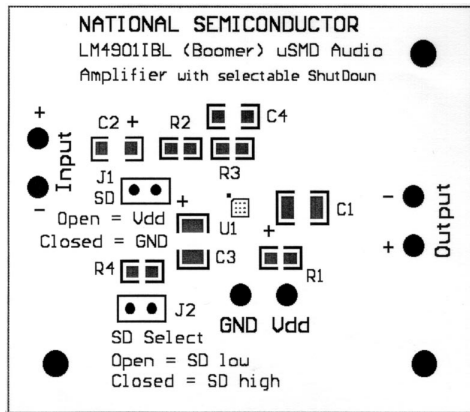 NATIONAL SEMICONDUCTOR
LM4901IBL (Boomer) uSMD Audio
Amplifier with selectable ShutDown
+
Input
-
C2 +
R2
C4
R3
J1
SD
Open = Vdd
Closed = GND
+
U1
C3
C1
+
R1
R4
J2
SD Select
Open = SD low
Closed = SD high
GND Vdd
-
+
Output